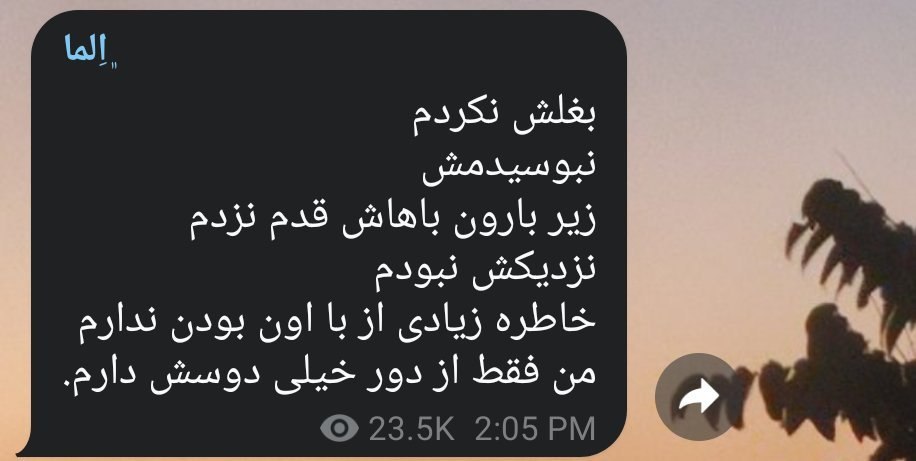 اِلما ِ"
بغلش نکردم
نبوسیدمش
زیر بارون باهاش قدم نزدم
نزدیکش نبودم
خاطره زیادی از با اون بودن ندارم
من فقط از دور خیلی دوسش دارم.
23.5K 2:05 PM